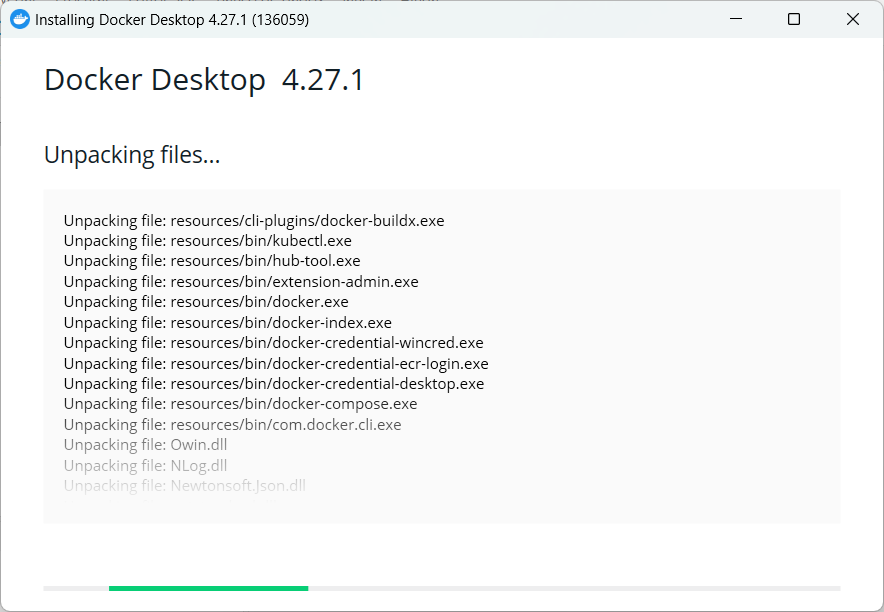 Installing Docker Desktop 4.27.1 (136059)
Docker Desktop 4.27.1
Unpacking files...
Unpacking file: resources/cli-plugins/docker-buildx.exe
Unpacking file: resources/bin/kubectl.exe
Unpacking file: resources/bin/hub-tool.exe
Unpacking file: resources/bin/extension-admin.exe
Unpacking file: resources/bin/docker.exe
Unpacking file: resources/bin/docker-index.exe
Unpacking file: resources/bin/docker-credential-wincred.exe
Unpacking file: resources/bin/docker-credential-ecr-login.exe
Unpacking file: resources/bin/docker-credential-desktop.exe
Unpacking file: resources/bin/docker-compose.exe
Unpacking file: resources/bin/com.docker.cli.exe
Unpacking file: Owin.dll
Unpacking file: NLog.dll
Unpacking file: Newtonsoft.Json.dll